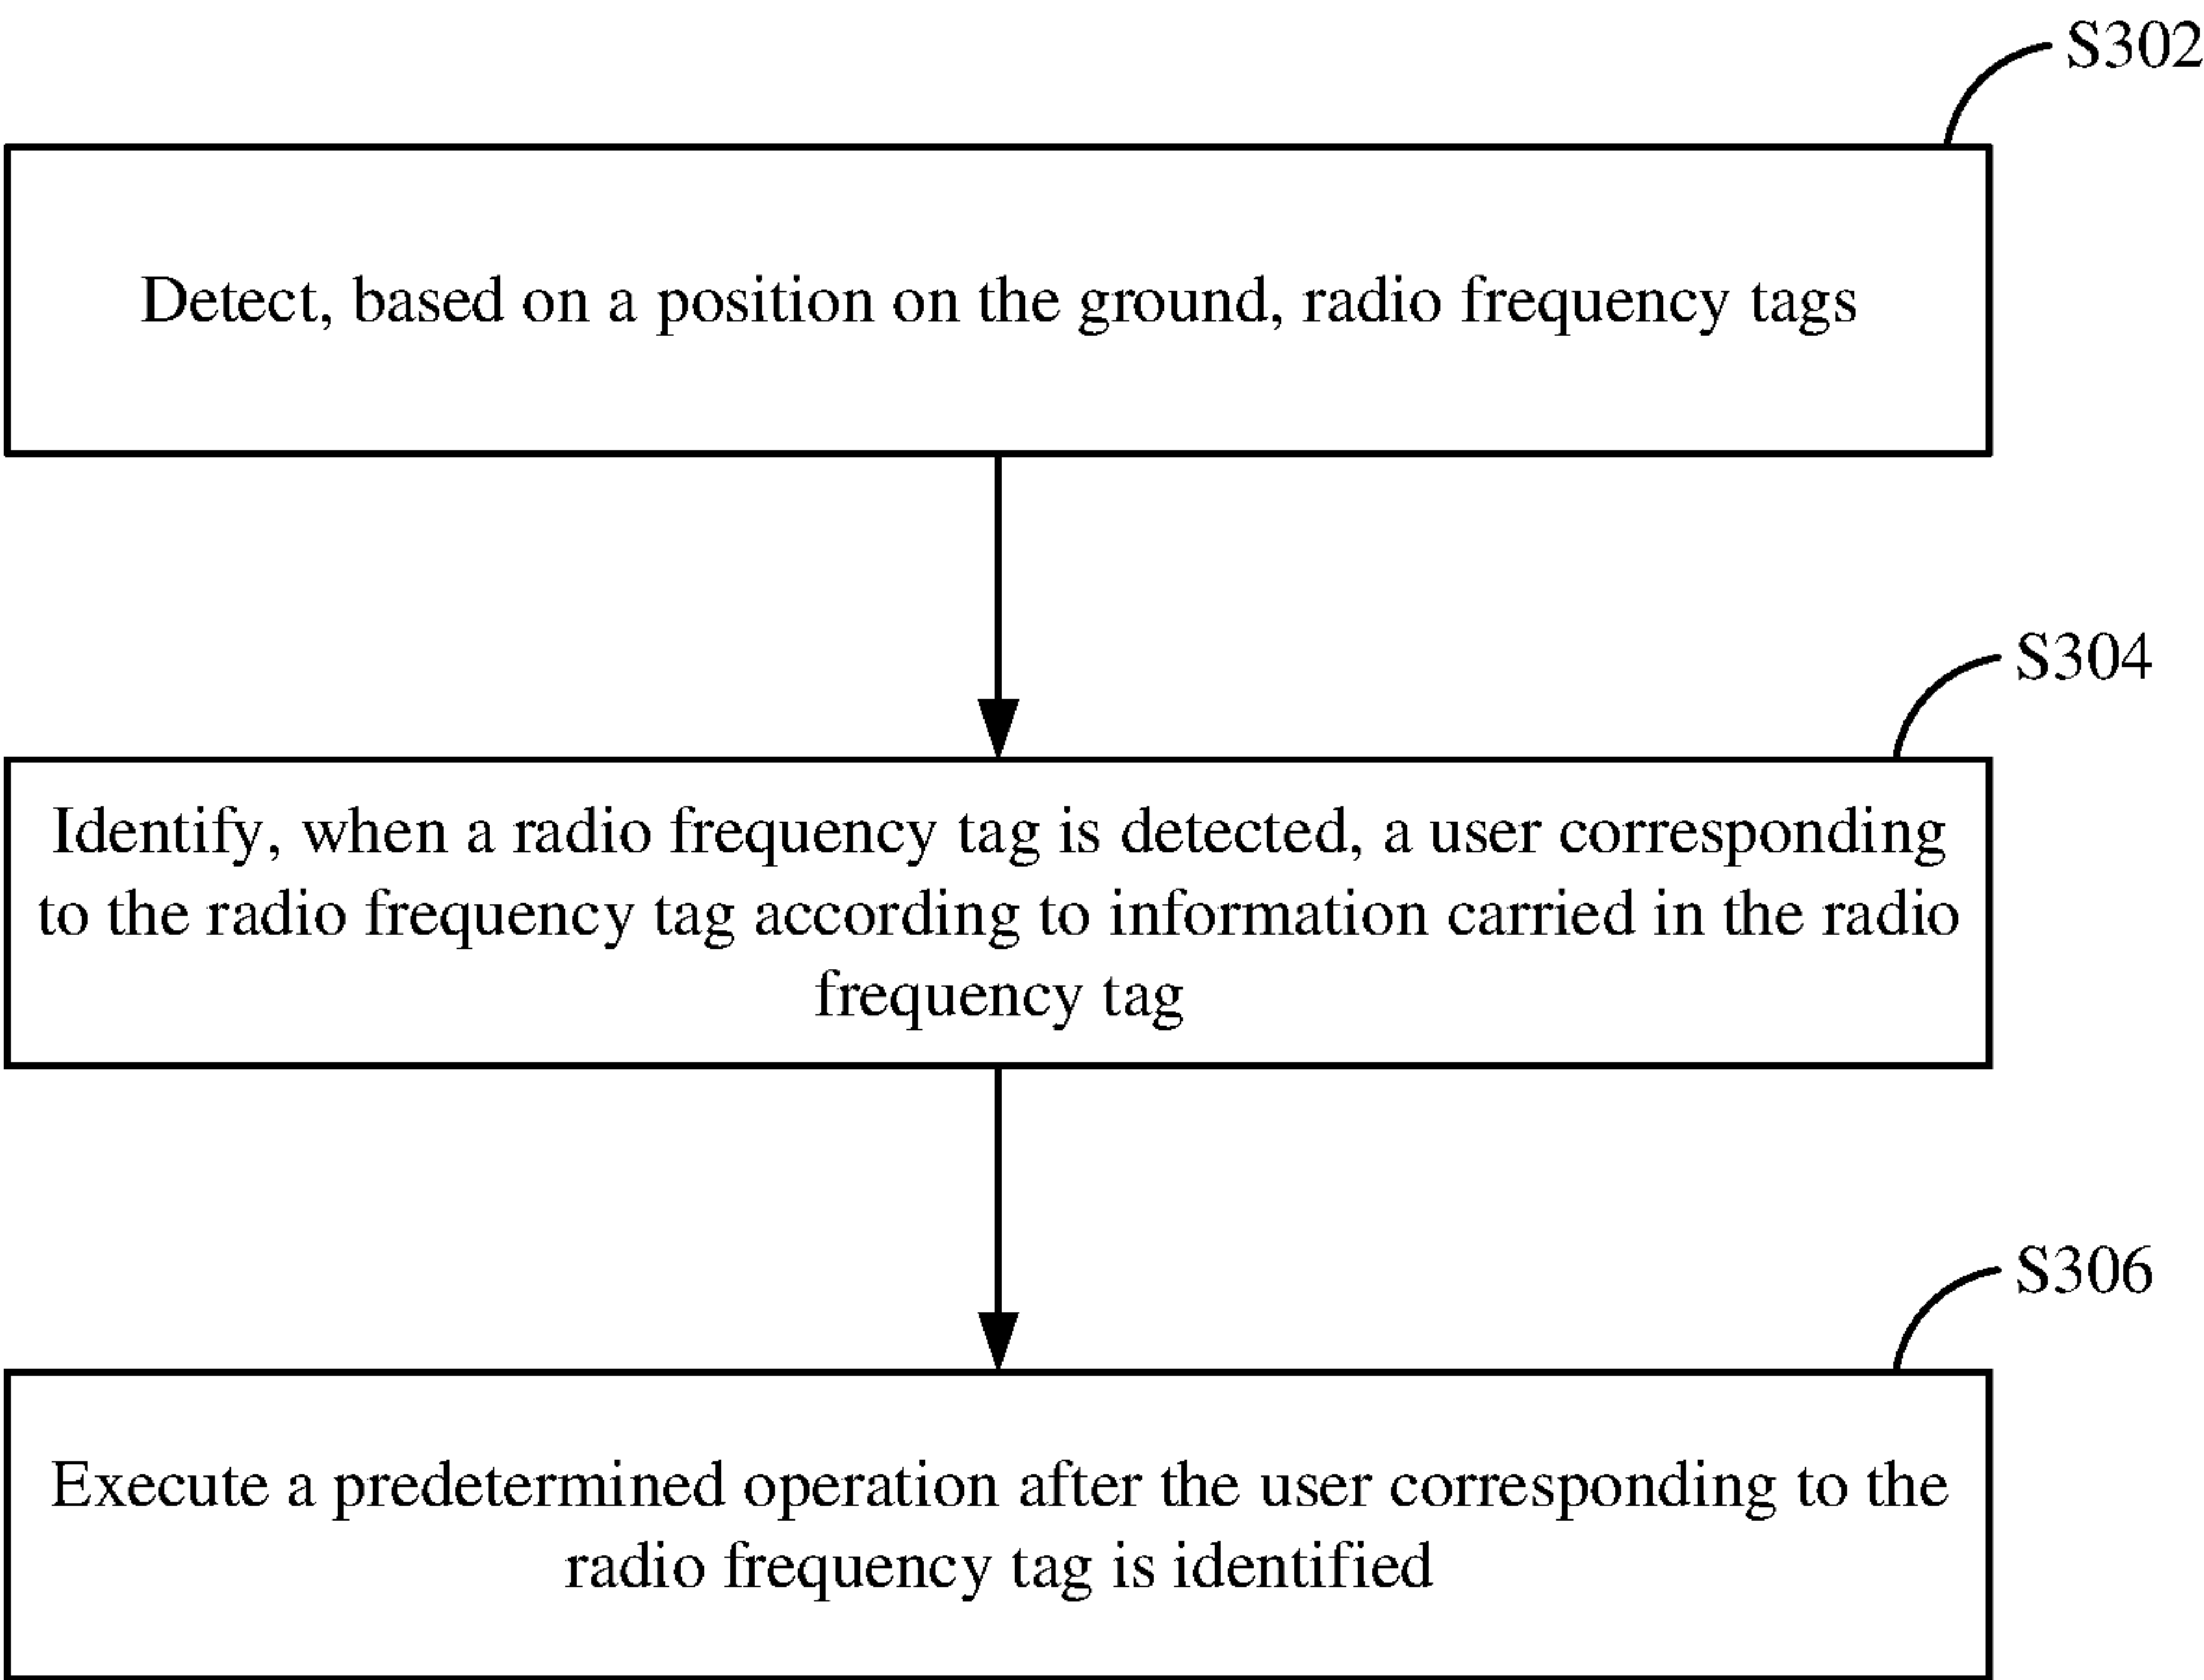 S302
Detect, based on a position on the ground, radio frequency tags
S304
Identify, when a radio frequency tag is detected, a user corresponding
to the radio frequency tag according to information carried in the radio
frequency tag
S306
Execute a predetermined operation after the user corresponding to the
radio frequency tag is identified